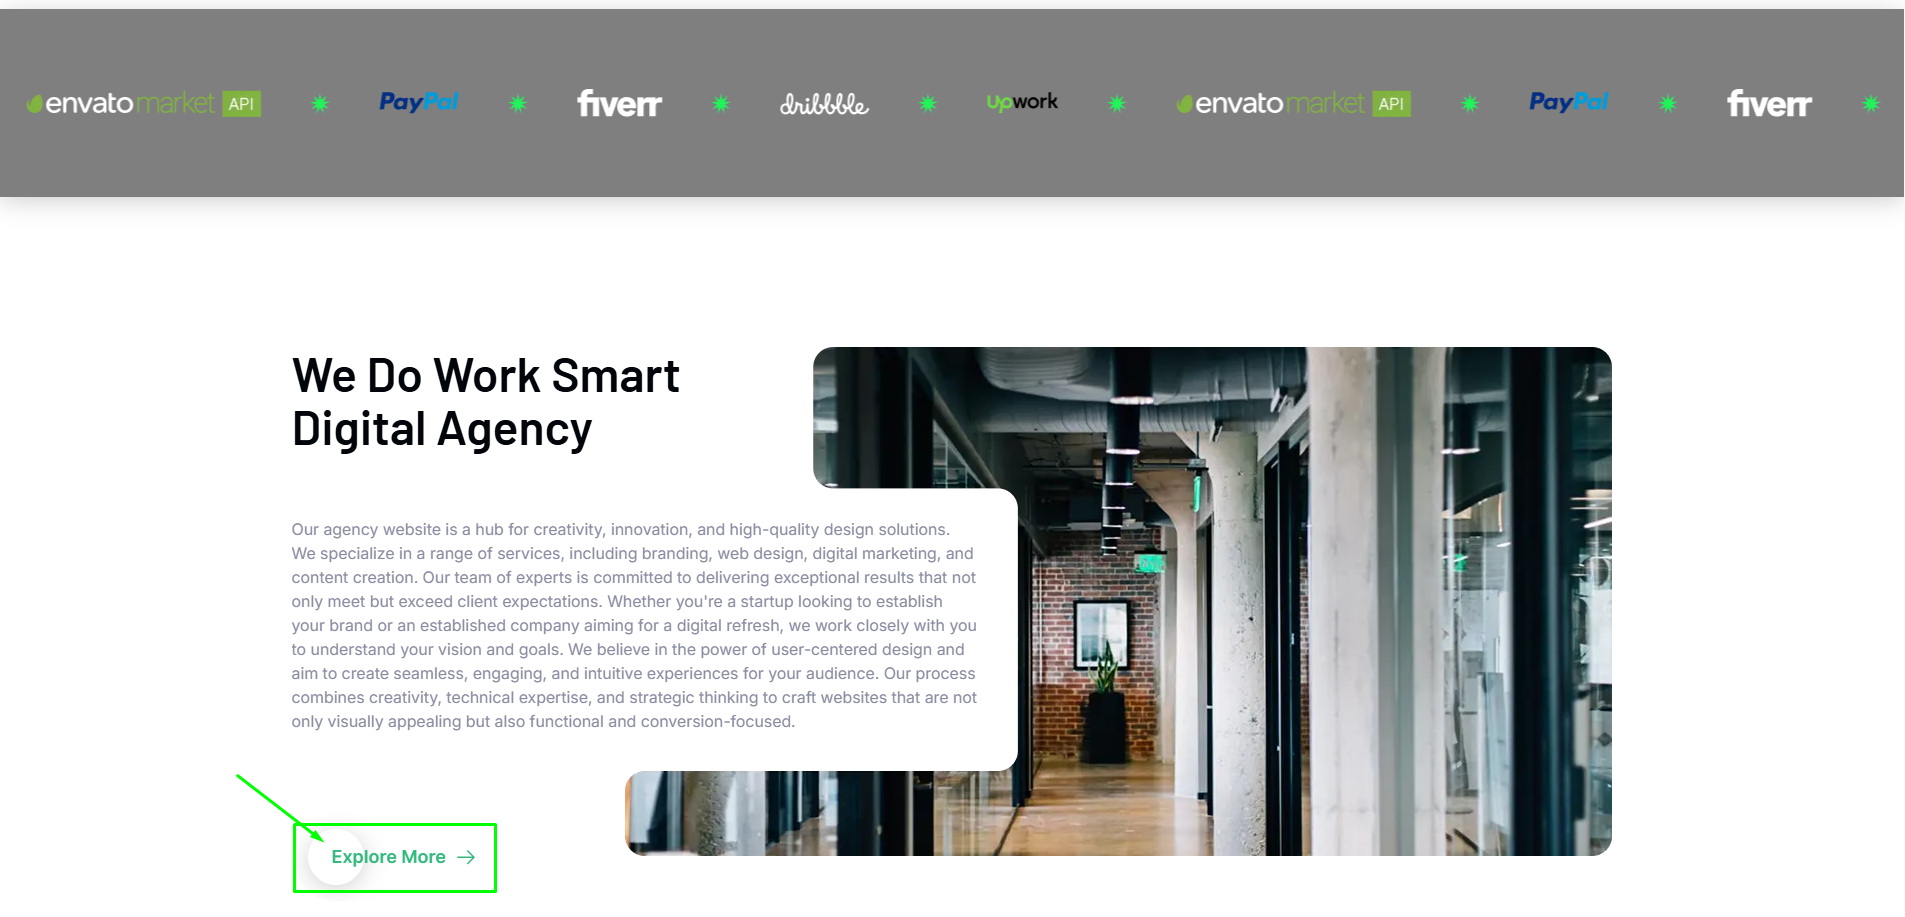 envato market API
PayPal
fiverr
dribbble
Upwork
envato market API
PayPal
fiverr
We Do Work Smart
Digital Agency
Our agency website is a hub for creativity, innovation, and high-quality design solutions.
We specialize in a range of services, including branding, web design, digital marketing, and
content creation. Our team of experts is committed to delivering exceptional results that not
only meet but exceed client expectations. Whether you're a startup looking to establish
your brand or an established company aiming for a digital refresh, we work closely with you
to understand your vision and goals. We believe in the power of user-centered design and
aim to create seamless, engaging, and intuitive experiences for your audience. Our process
combines creativity, technical expertise, and strategic thinking to craft websites that are not
only visually appealing but also functional and conversion-focused.
Explore More